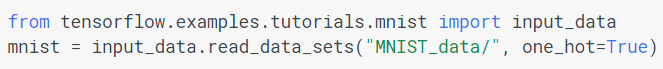 from tensorflow.examples.tutorials.mnist import input_data
mnist = input_data.read_data_sets("MNIST_data/", one_hot=True)